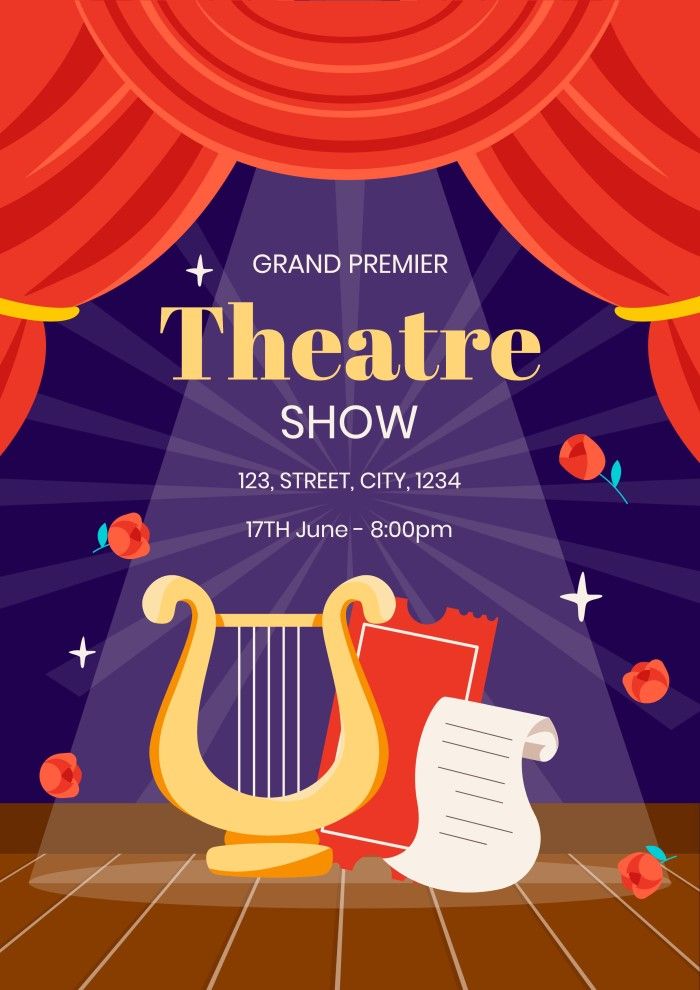 GRAND PREMIER
Theatre
SHOW
123, STREET, CITY, 1234
17TH June - 8:00pm